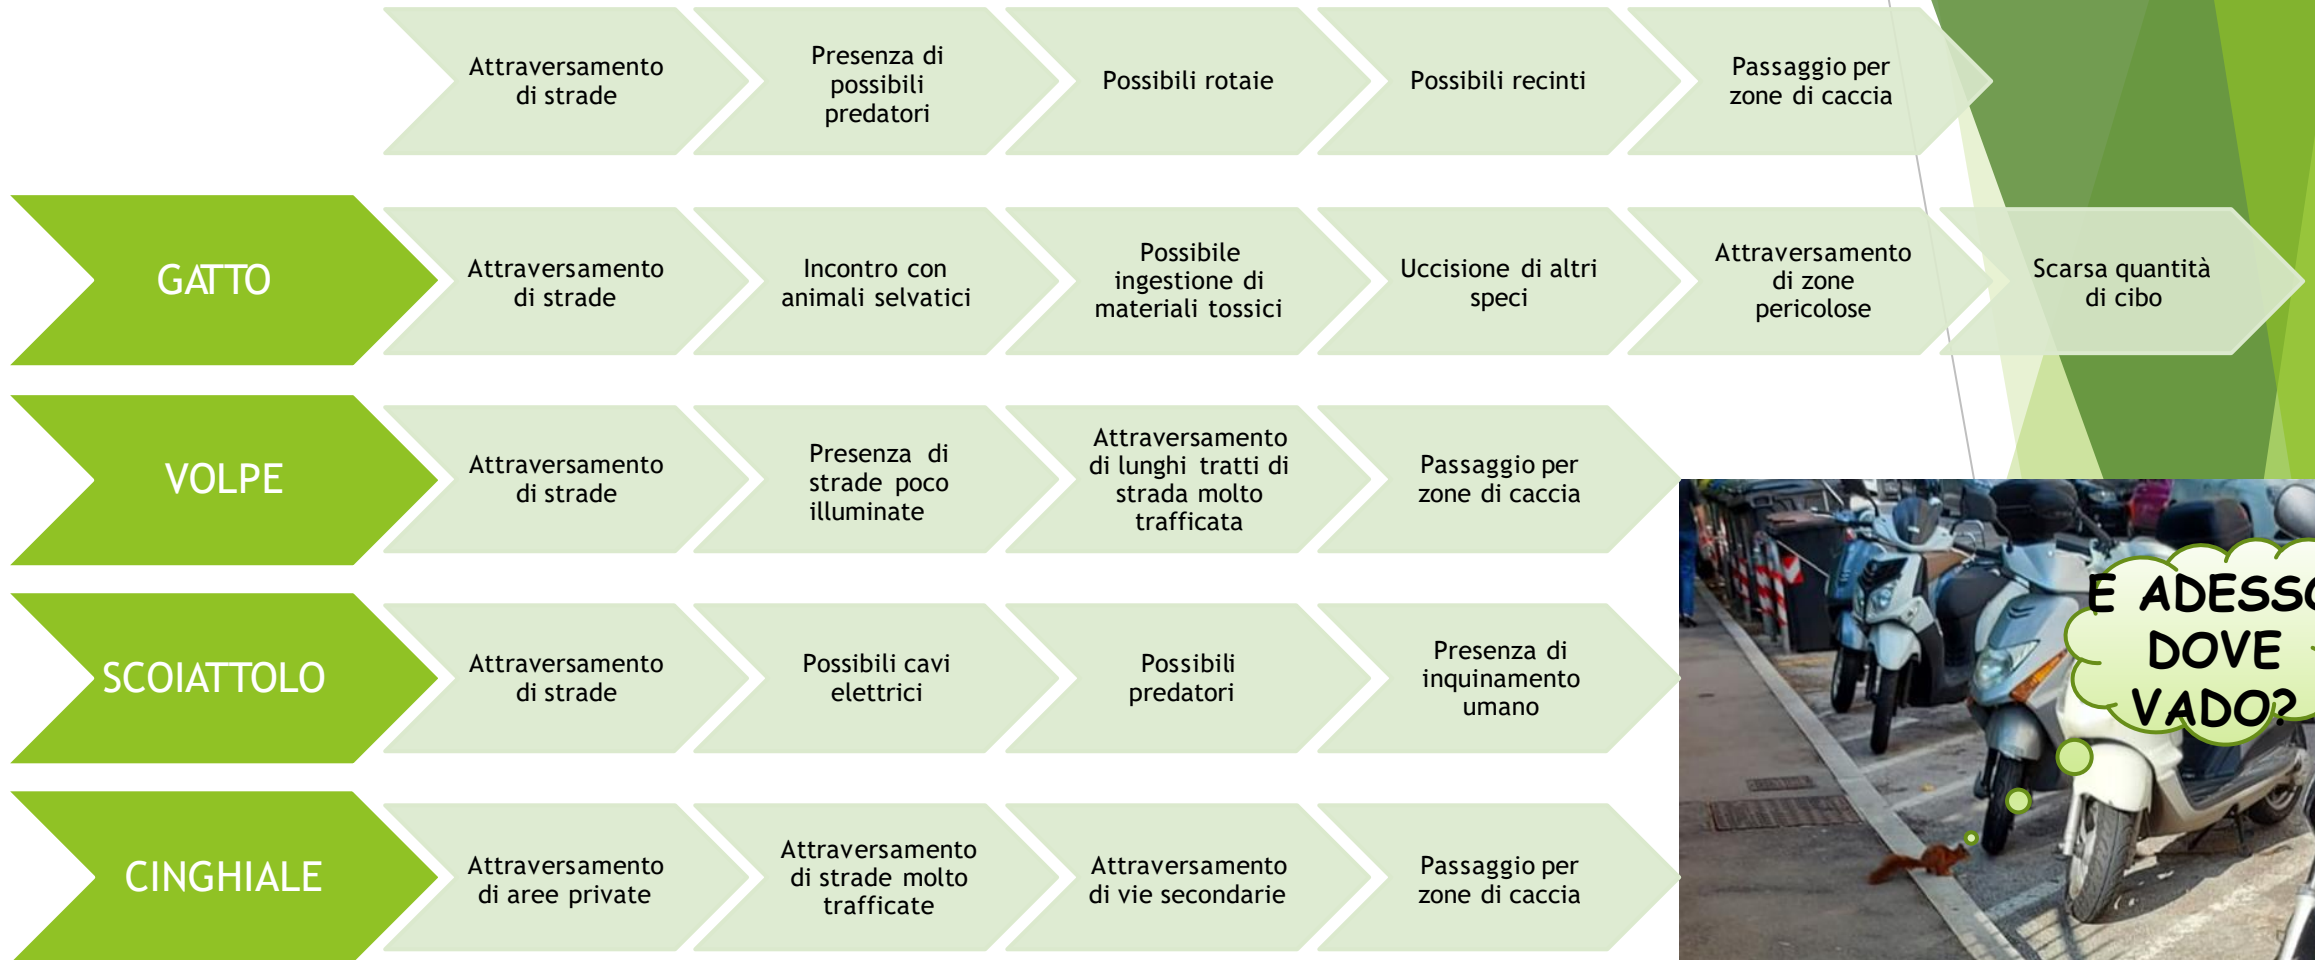 Attraversamento
di strade
Presenza di
possibili
predatori
Possibili rotaie
Possibili recinti
Passaggio per
zone di caccia
GATTO
Attraversamento
di strade
Incontro con
animali selvatici
Possibile
ingestione di
materiali tossici
Uccisione di altri
speci
Attraversamento
di zone
pericolose
Scarsa quantità
di cibo
VOLPE
Attraversamento
di strade
Presenza di
strade poco
illuminate
Attraversamento
di lunghi tratti di
strada molto
trafficata
Passaggio per
zone di caccia
SCOIATTOLO
Attraversamento
di strade
Possibili cavi
elettrici
Possibili
predatori
Presenza di
inquinamento
umano
E ADESSO
DOVE
VADO?
CINGHIALE
Attraversamento
di aree private
Attraversamento
di strade molto
trafficate
Attraversamento
di vie secondarie
Passaggio per
zone di caccia